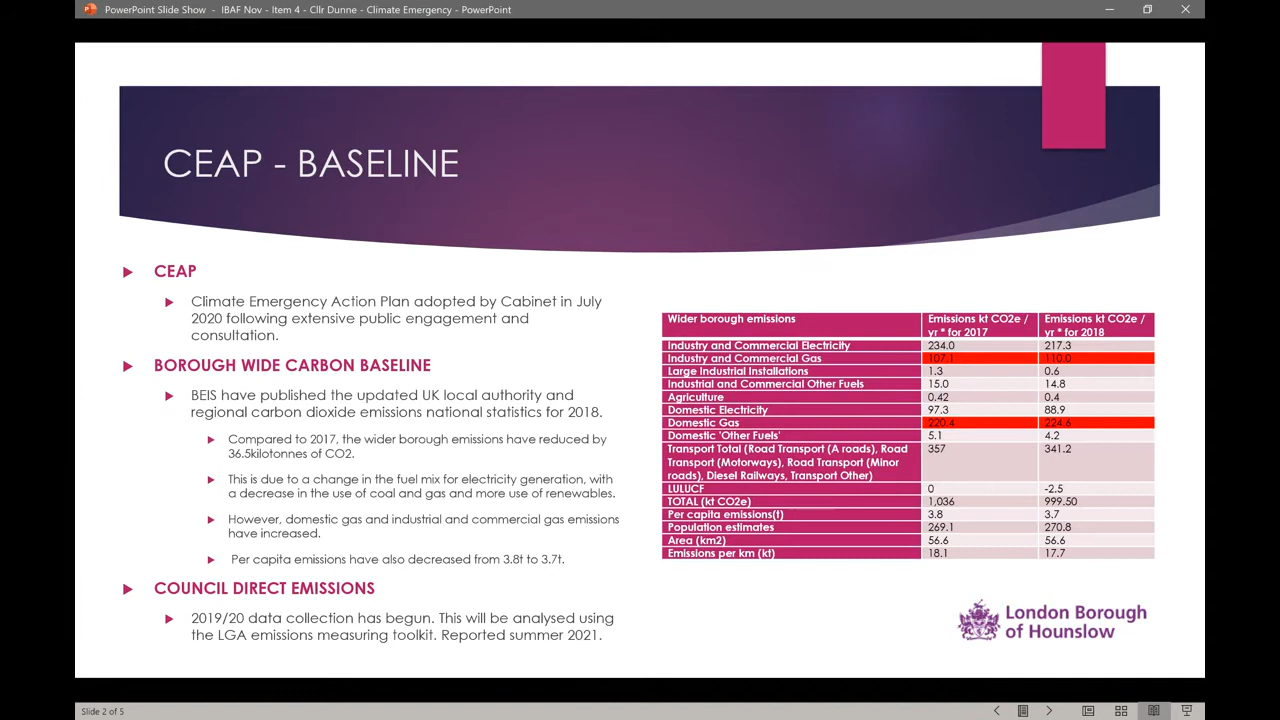 PowerPoint Slide Show - IBAF Nov - Item 4 - Cllr Dunne - Climate Emergency - PowerPoint
CEAP - BASELINE
CEAP
Climate Emergency Action Plan adopted by Cabinet in July
2020 following extensive public engagement and
consultation.
BOROUGH WIDE CARBON BASELINE
BEIS have published the updated UK local authority and
regional carbon dioxide emissions national statistics for 2018.
Compared to 2017, the wider borough emissions have reduced by
36.5kilotonnes of CO2.
This is due to a change in the fuel mix for electricity generation, with
a decrease in the use of coal and gas and more use of renewables.
However, domestic gas and industrial and commercial gas emissions
have increased.
Per capita emissions have also decreased from 3.8t to 3.7t.
COUNCIL DIRECT EMISSIONS
2019/20 data collection has begun. This will be analysed using
the LGA emissions measuring toolkit. Reported summer 2021.
Wider borough emissions Emissions kt CO2e / Emissions kt CO2e /
yr * for 2017 yr * for 2018
Industry and Commercial Electricity 234.0 217.3
Industry and Commercial Gas 107.1 110.0
Large Industrial Installations 1.3 0.6
Industrial and Commercial Other Fuels 15.0 14.8
Agriculture 0.42 0.4
Domestic Electricity 97.3 88.9
Domestic Gas 220.4 224.6
Domestic 'Other Fuels' 5.1 4.2
Transport Total (Road Transport (A roads), Road 357 341.2
Transport (Motorways), Road Transport (Minor
roads), Diesel Railways, Transport Other)
LULUCF 0 -2.5
TOTAL (kt CO2e) 1,036 999.50
Per capita emissions(t) 3.8 3.7
Population estimates 269.1 270.8
Area (km2) 56.6 56.6
Emissions per km (kt) 18.1 17.7
London Borough
of Hounslow
Slide 2 of 5